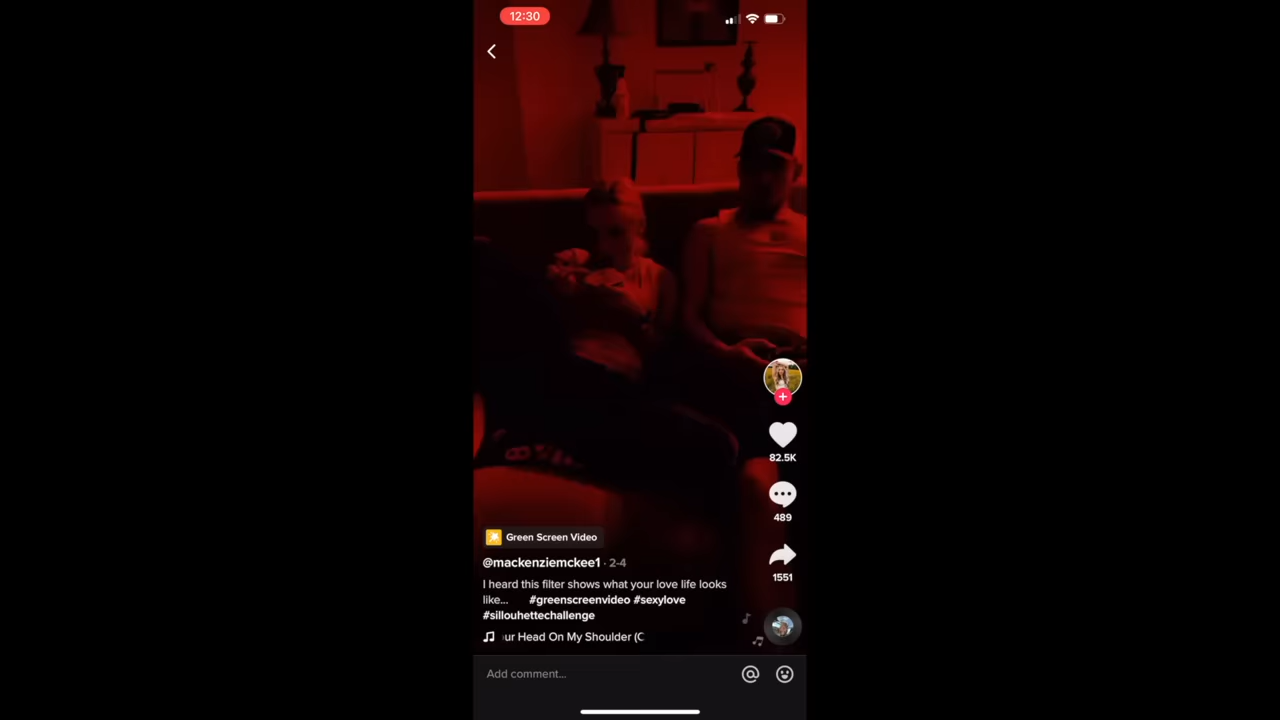 12:30
82.5K
489
1551
Green Screen Video
@mackenziemckee1 · 2-4
I heard this filter shows what your love life looks
like... #greenscreenvideo #sexylove
#sillouhettechallenge
ur Head On My Shoulder (C
Add comment...